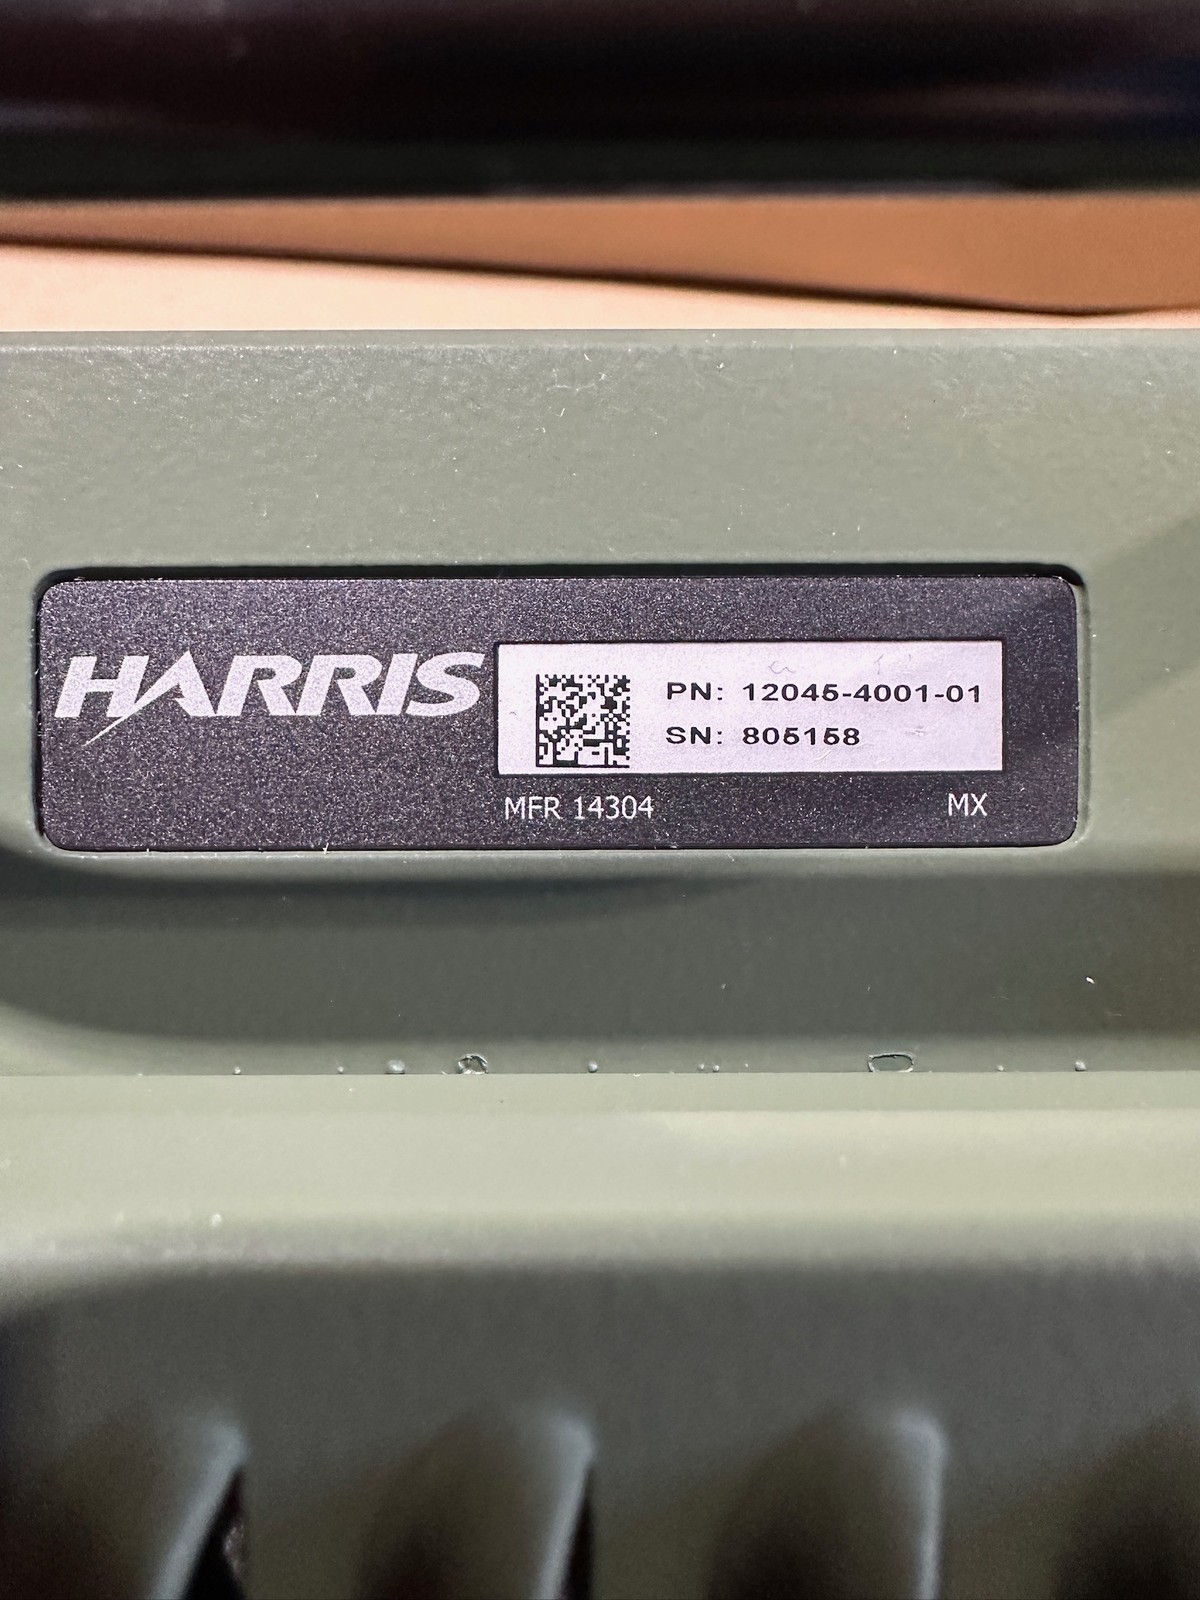 HARRIS
PN: 12045-4001-01
SN: 805158
MFR 14304
MX